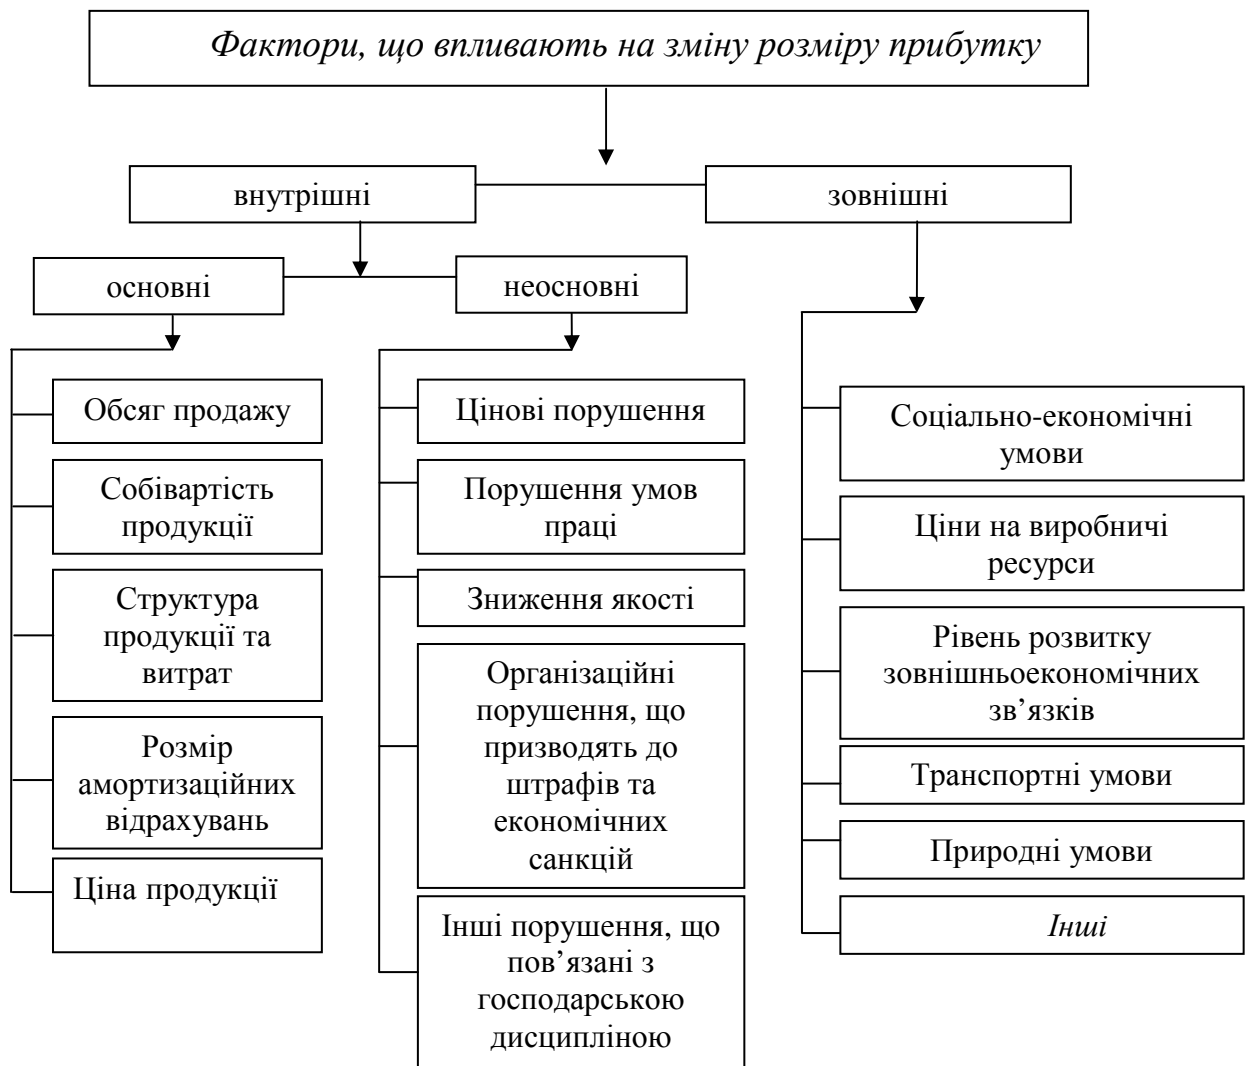 Фактори, що впливають на зміну розміру прибутку
внутрішні
зовнішні
основні
неосновні
Обсяг продажу
Собівартість
продукції
Структура
продукції та
витрат
Розмір
амортизаційних
відрахувань
Ціна продукції
Цінові порушення
Порушення умов
праці
Зниження якості
Організаційні
порушення, що
призводять до
штрафів та
економічних
санкцій
Інші порушення, що
пов’язані з
господарською
дисципліною
Соціально-економічні
умови
Ціни на виробничі
ресурси
Рівень розвитку
зовнішньоекономічних
зв’язків
Транспортні умови
Природні умови
Інші